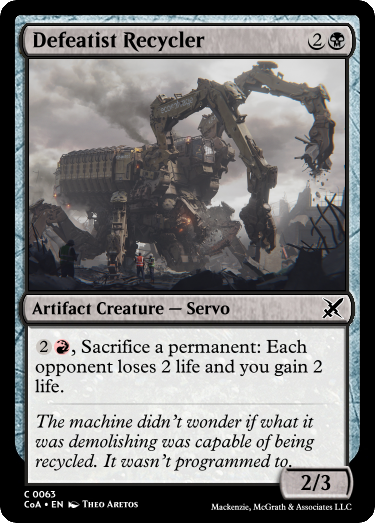 Defeatist Recycler 2
Artifact Creature — Servo
2 , Sacrifice a permanent: Each
opponent loses 2 life and you gain 2
life.
The machine didn't wonder if what it
was demolishing was capable of being
recycled. It wasn't programmed to.
2/3
C 0063
CoA • EN Theo Aretos
Mackenzie, McGrath & Associates LLC